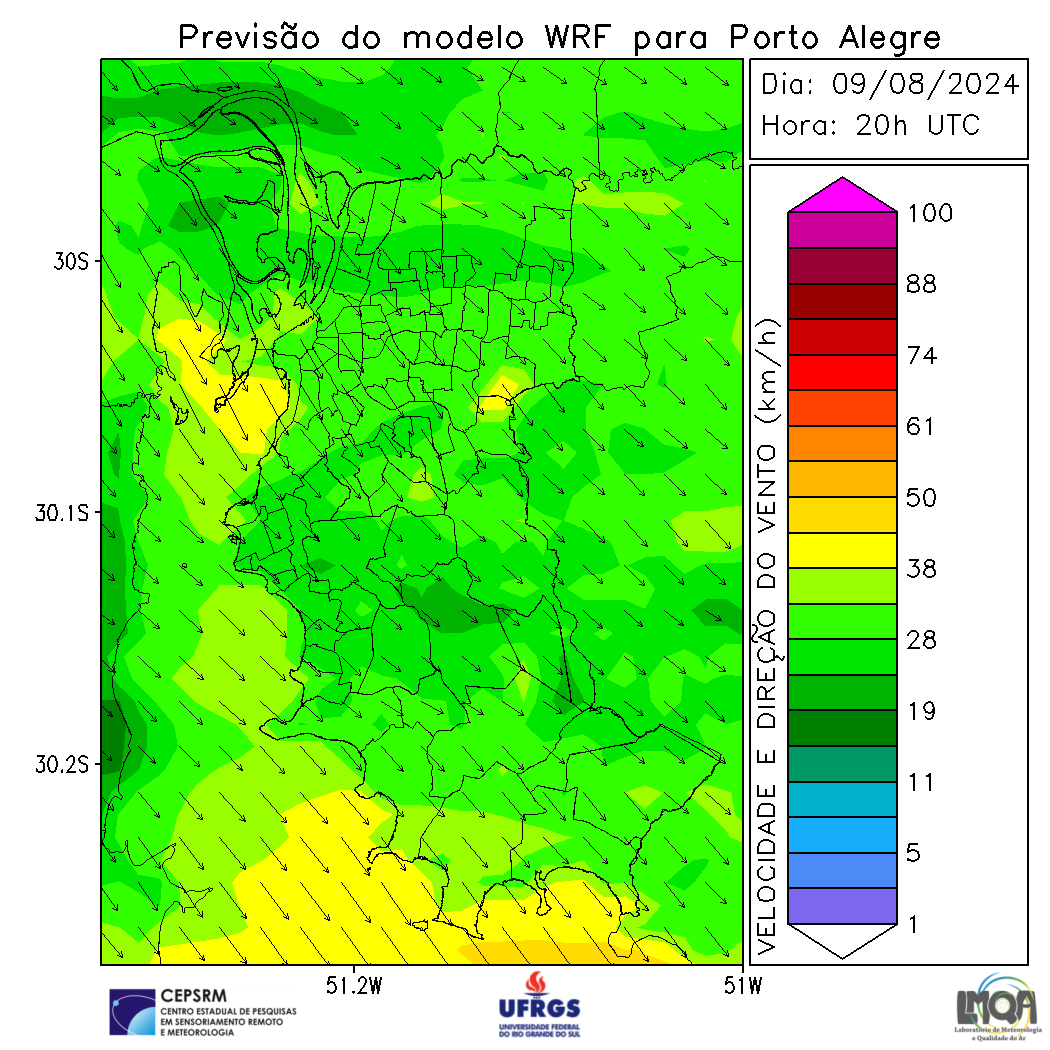 Previsão do modelo WRF para Porto Alegre
Dia: 09/08/2024
Hora: 20h UTC
VELOCIDADE E DIREÇÃO DO VENTO (km/h)
100
88
74
61
50
38
28
19
11
5
1
30S
30.1S
30.2S
51.2W
51W
CEPSRM
CENTRO ESTADUAL DE PESQUISAS
EM SENSORIAMENTO REMOTO
E METEOROLOGIA
UFRGS
UNIVERSIDADE FEDERAL
DO RIO GRANDE DO SUL
LMQA
Laboratório de Meteorologia
e Qualidade do Ar